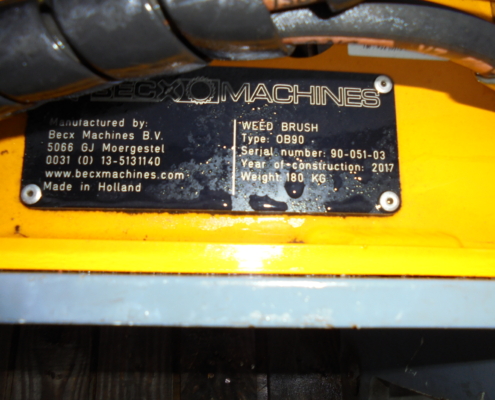 BECX MACHINES
Manufactured by:
Becx Machines B.V.
5066 GJ Moergestel
0031 (0) 13-5131140
www.becxmachines.com
Made in Holland
WEED BRUSH
Type: OB90
Serial number: 90-051-03
Year of construction: 2017
Weight: 180 KG